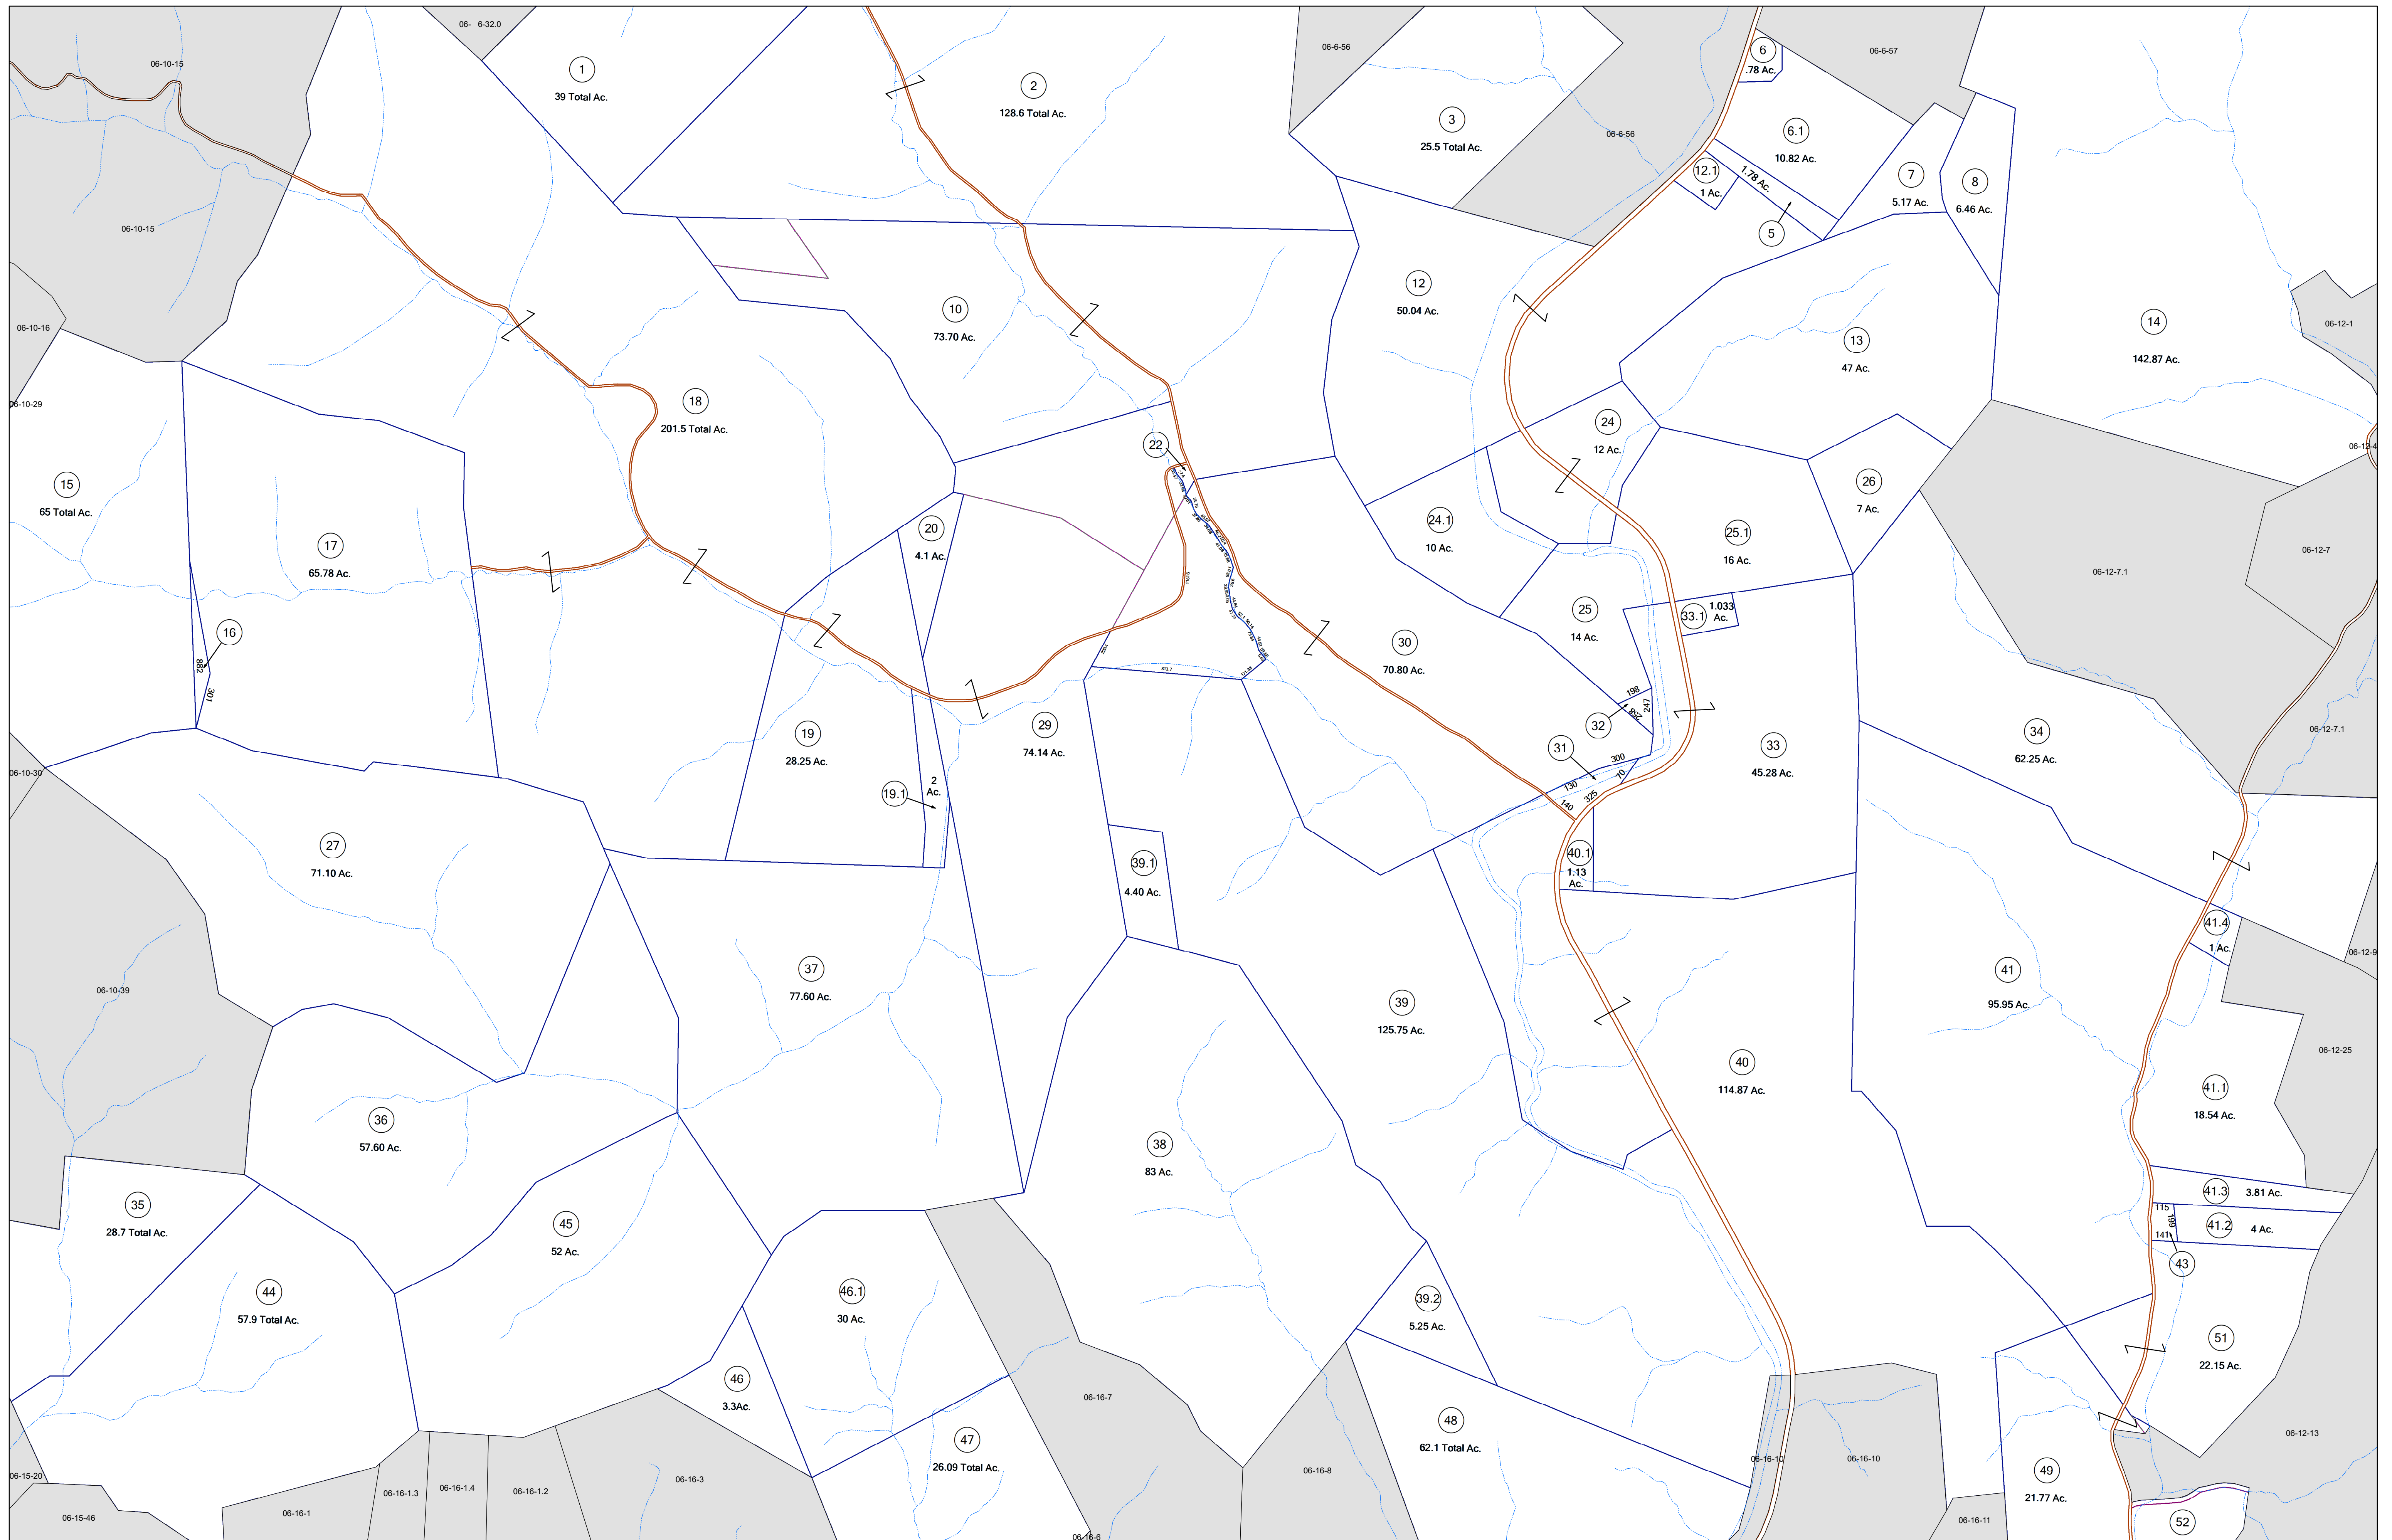 06- 6-32.0
06-10-15
1
39 Total Ac.
2
128.6 Total Ac.
06-6-56
3
25.5 Total Ac.
06-6-56
6
.78 Ac.
06-6-57
6.1
10.82 Ac.
12.1
1 Ac.
1.78 Ac.
5
7
5.17 Ac.
8
6.46 Ac.
06-10-15
06-10-16
06-10-29
10
73.70 Ac.
12
50.04 Ac.
13
47 Ac.
14
142.87 Ac.
06-12-1
06-12-4
18
201.5 Total Ac.
15
65 Total Ac.
17
65.78 Ac.
16
882
301
22
20
4.1 Ac.
24
12 Ac.
24.1
10 Ac.
25.1
16 Ac.
26
7 Ac.
06-12-7
06-12-7.1
25
14 Ac.
33.1
1.033
Ac.
30
70.80 Ac.
198
247
258
32
31
300
130
70
140
325
19
28.25 Ac.
19.1
2
Ac.
29
74.14 Ac.
33
45.28 Ac.
34
62.25 Ac.
06-12-7.1
06-10-30
27
71.10 Ac.
39.1
4.40 Ac.
40.1
1.13
Ac.
41.4
1 Ac.
06-12-9
06-10-39
37
77.60 Ac.
39
125.75 Ac.
41
95.95 Ac.
40
114.87 Ac.
06-12-25
41.1
18.54 Ac.
36
57.60 Ac.
38
83 Ac.
41.3
3.81 Ac.
115
199
41.2
4 Ac.
141
43
35
28.7 Total Ac.
45
52 Ac.
44
57.9 Total Ac.
46.1
30 Ac.
39.2
5.25 Ac.
51
22.15 Ac.
46
3.3Ac.
06-16-7
48
62.1 Total Ac.
47
26.09 Total Ac.
06-12-13
06-15-20
06-16-3
06-16-8
06-16-10
06-16-10
49
21.77 Ac.
06-16-1.3
06-16-1.4
06-16-1.2
06-16-1
06-15-46
06-16-6
06-16-11
52